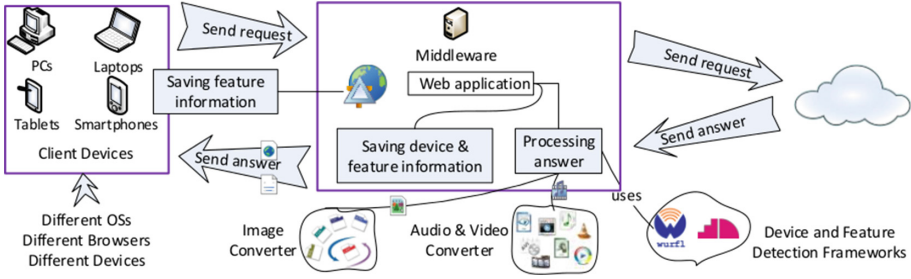 PCs
Laptops
Tablets
Smartphones
Client Devices
Different OSs
Different Browsers
Different Devices
Saving feature
information
Send request
Send answer
Middleware
Web application
Saving device &
feature information
Processing
answer
Send request
Send answer
Image
Converter
Audio & Video
Converter
uses
wurfl
Device and Feature
Detection Frameworks